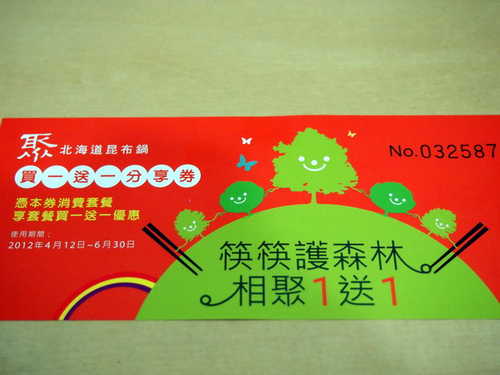 聚 北海道昆布鍋
買一送一分享券
憑本券消費套餐
享套餐買一送一優惠
使用期間：
2012年4月12日~6月30日
No.032587
筷筷護森林
相聚1送1